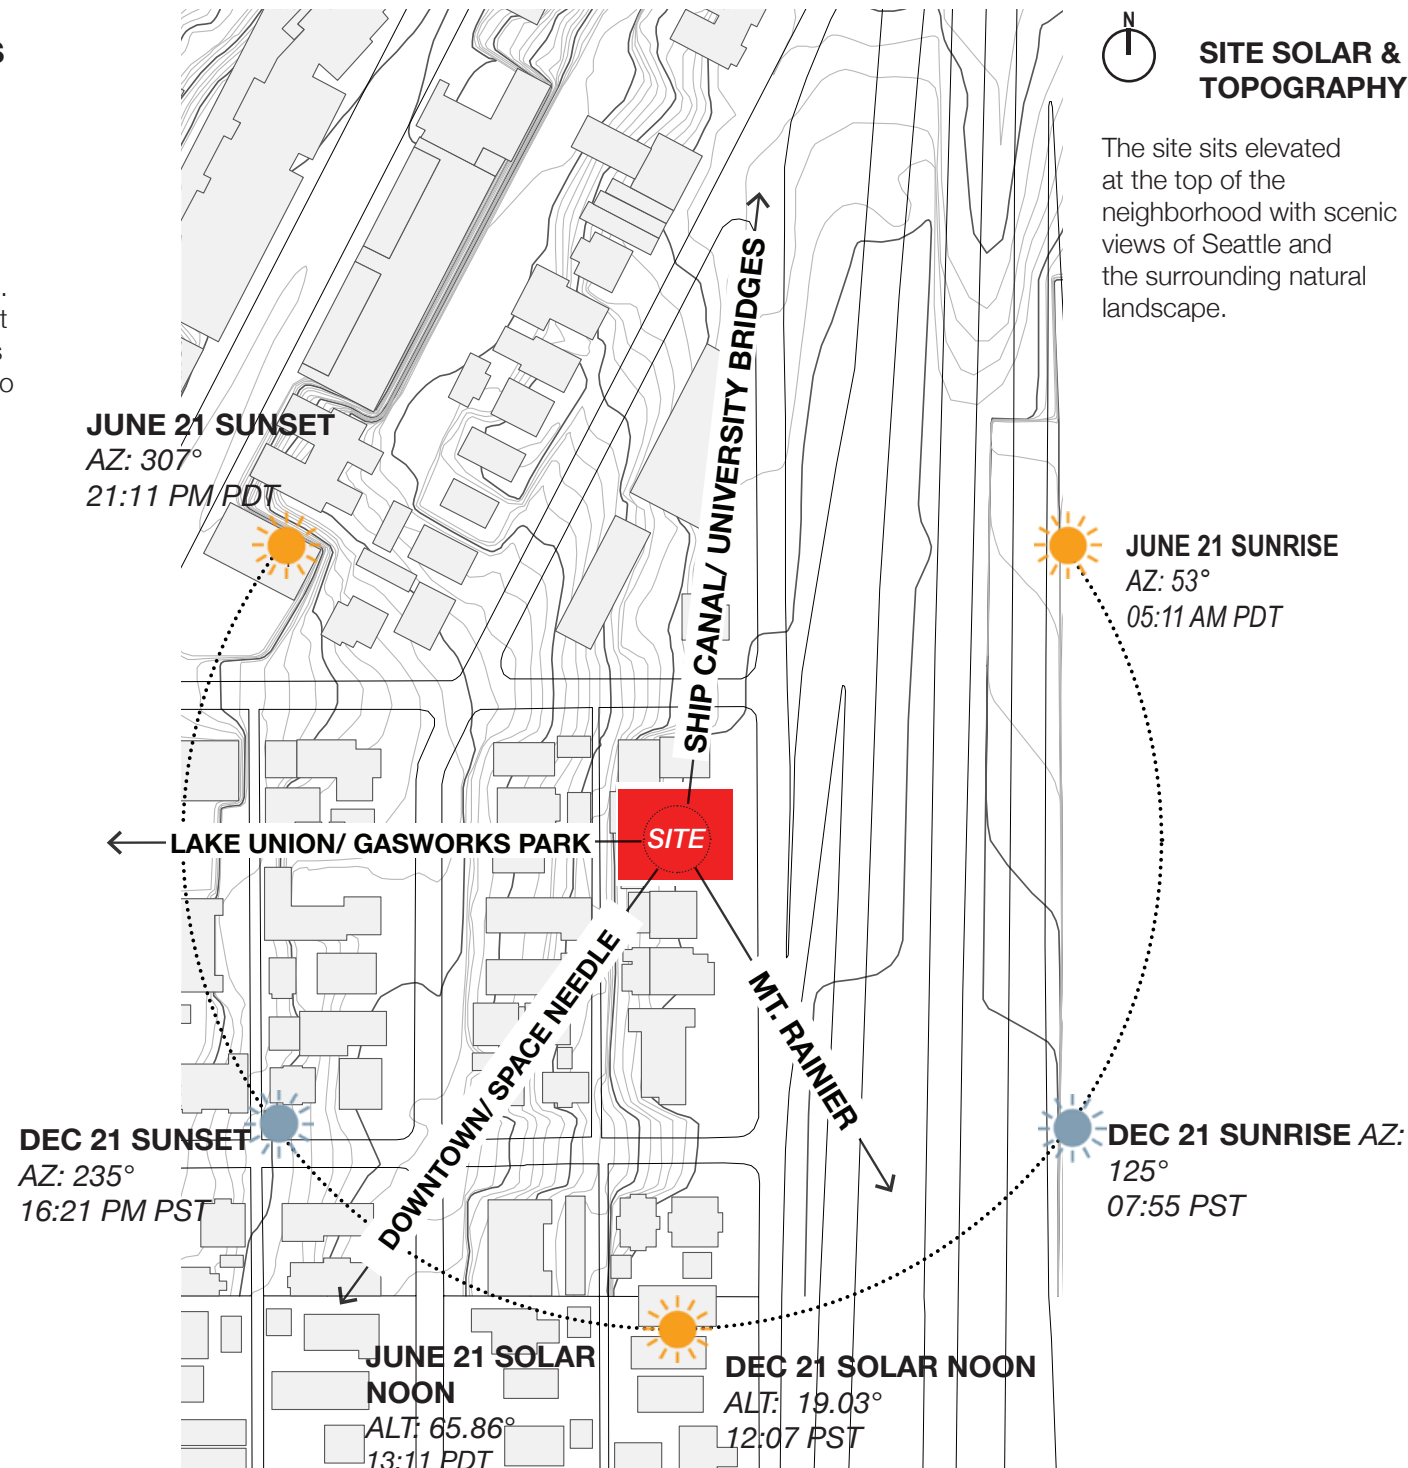 S
.
t
s
o
N
SITE SOLAR &
TOPOGRAPHY
The site sits elevated
at the top of the
neighborhood with scenic
views of Seattle and
the surrounding natural
landscape.
JUNE 21 SUNSET
AZ: 307°
21:11 PM PDT
JUNE 21 SUNRISE
AZ: 53°
05:11 AM PDT
SHIP CANAL/ UNIVERSITY BRIDGES
LAKE UNION/ GASWORKS PARK
SITE
DOWNTOWN/ SPACE NEEDLE
MT. RAINIER
DEC 21 SUNSET
AZ: 235°
16:21 PM PST
DEC 21 SUNRISE AZ:
125°
07:55 PST
JUNE 21 SOLAR
NOON
ALT: 65.86°
13:11 PDT
DEC 21 SOLAR NOON
ALT: 19.03°
12:07 PST